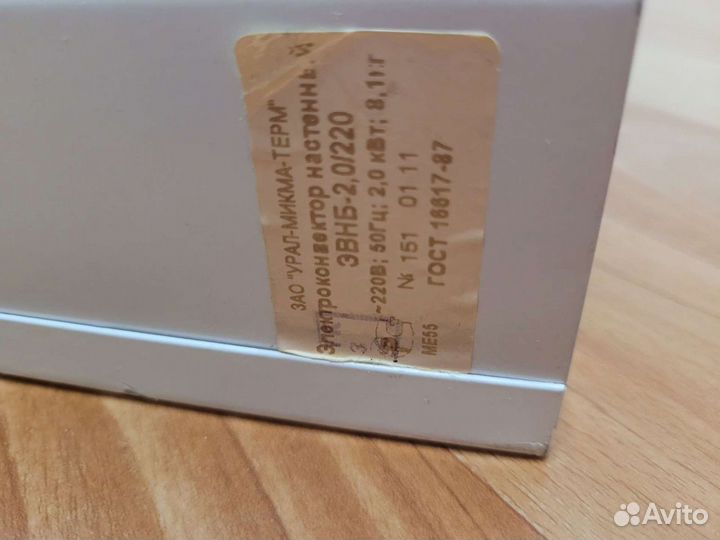 ЗАО "УРАЛ-МИКМА-ТЕРМ"
Электроконвектор настенный
ЭВНБ-2,0/220
~220В; 50Гц; 2,0 кВт; 8,1кг
№ 151 01 11
ГОСТ 16617-87
МЕ55
Avito